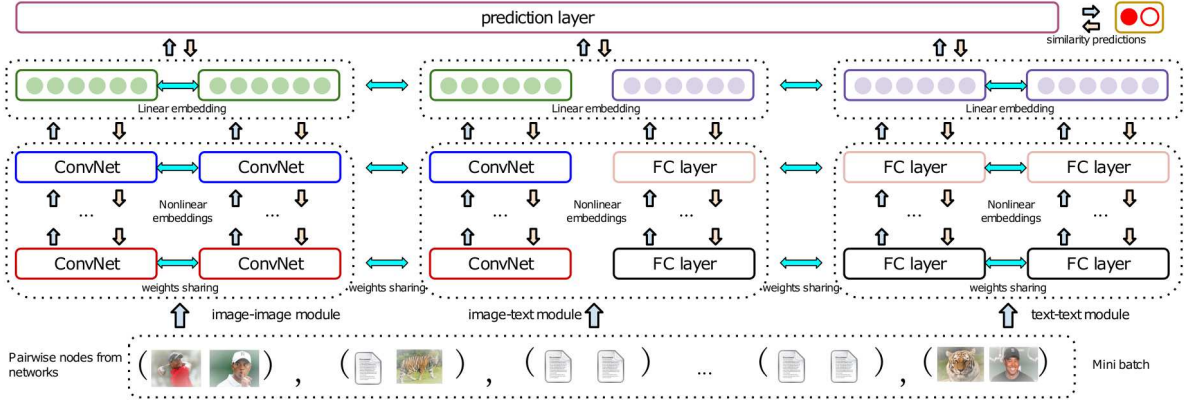 prediction layer
similarity predictions
Linear embedding
Linear embedding
Linear embedding
ConvNet
ConvNet
ConvNet
FC layer
FC layer
FC layer
...
Nonlinear
embeddings
...
...
Nonlinear
embeddings
...
...
Nonlinear
embeddings
...
ConvNet
ConvNet
ConvNet
FC layer
FC layer
FC layer
weights sharing
weights sharing
weights sharing
weights sharing
image-image module
image-text module
text-text module
Pairwise nodes from
networks
( ) , ( ) , ( ) ... ( ) , ( )
Mini batch